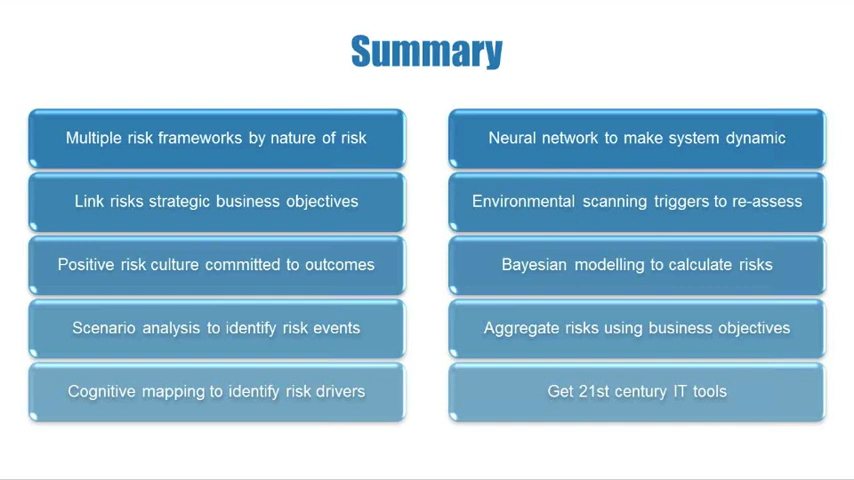 Summary
Multiple risk frameworks by nature of risk
Link risks strategic business objectives
Positive risk culture committed to outcomes
Scenario analysis to identify risk events
Cognitive mapping to identify risk drivers
Neural network to make system dynamic
Environmental scanning triggers to re-assess
Bayesian modelling to calculate risks
Aggregate risks using business objectives
Get 21st century IT tools